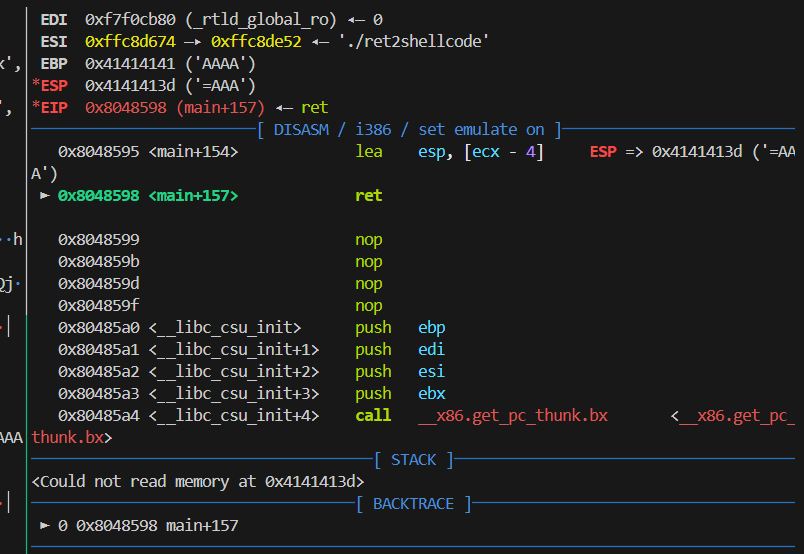 EDI 0xf7f0cb80 (_rtld_global_ro) ◂— 0
ESI 0xffc8d674 —▸ 0xffc8de52 ◂— './ret2shellcode'
x', EBP 0x41414141 ('AAAA')
*ESP 0x4141413d ('=AAA')
', *EIP 0x8048598 (main+157) ◂— ret
[ DISASM / i386 / set emulate on ]
0x8048595 <main+154> lea esp, [ecx - 4] ESP => 0x4141413d ('=AA
A')
► 0x8048598 <main+157> ret
··h 0x8048599 nop
0x804859b nop
Qj· 0x804859d nop
0x804859f nop
0x80485a0 <__libc_csu_init> push ebp
0x80485a1 <__libc_csu_init+1> push edi
0x80485a2 <__libc_csu_init+2> push esi
0x80485a3 <__libc_csu_init+3> push ebx
0x80485a4 <__libc_csu_init+4> call __x86.get_pc_thunk.bx <__x86.get_pc_
AAA thunk.bx>
[ STACK ]
<Could not read memory at 0x4141413d>
[ BACKTRACE ]
► 0 0x8048598 main+157